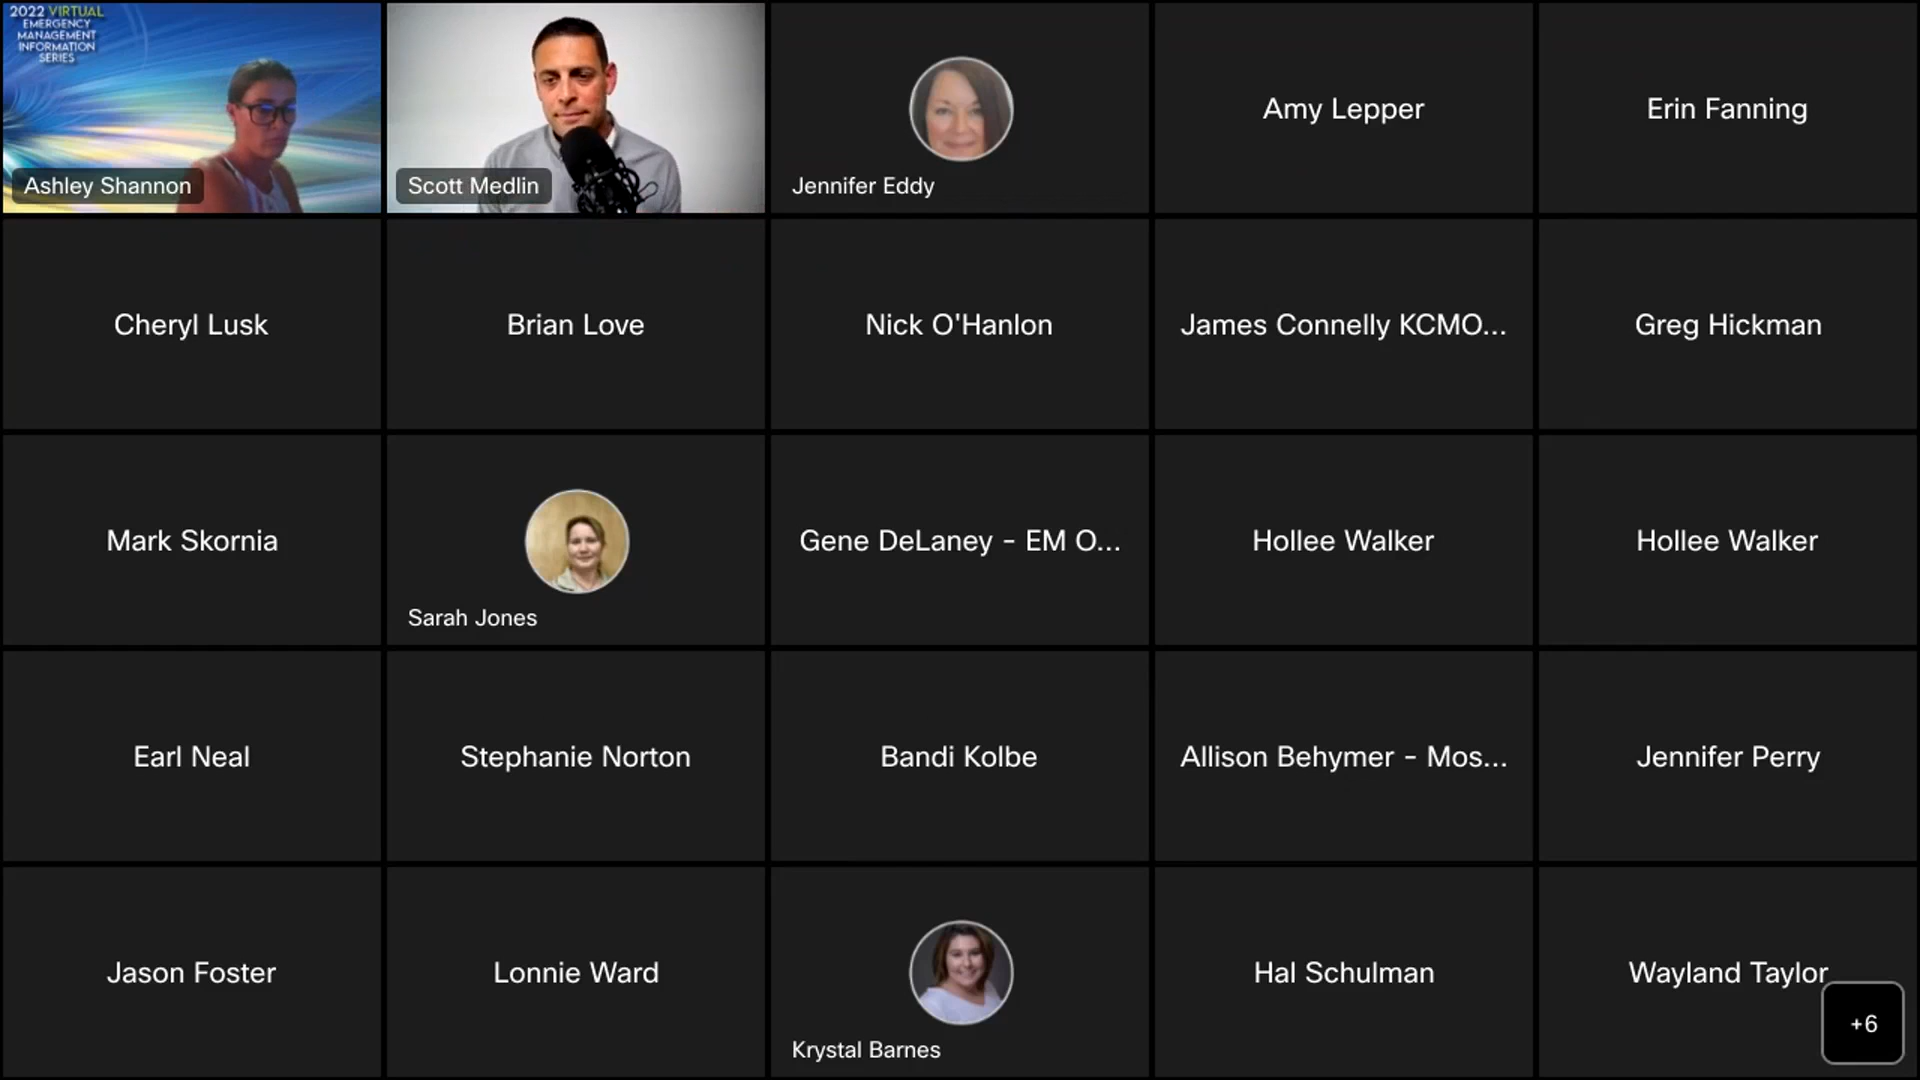 2022 VIRTUAL
EMERGENCY
MANAGEMENT
INFORMATION
SERIES
Ashley Shannon
Scott Medlin
Jennifer Eddy
Amy Lepper
Erin Fanning
Cheryl Lusk
Brian Love
Nick O'Hanlon
James Connelly KCMO...
Greg Hickman
Mark Skornia
Sarah Jones
Gene DeLaney - EM O...
Hollee Walker
Hollee Walker
Earl Neal
Stephanie Norton
Bandi Kolbe
Allison Behymer - Mos...
Jennifer Perry
Jason Foster
Lonnie Ward
Krystal Barnes
Hal Schulman
Wayland Taylor
+6